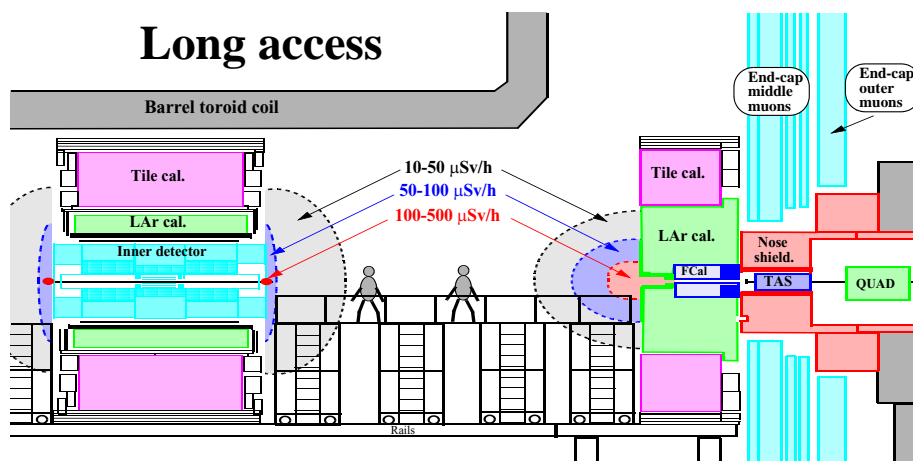 Long access
Barrel toroid coil
End-cap
middle
muons
End-cap
outer
muons
Tile cal.
10-50 µSv/h
50-100 µSv/h
100-500 µSv/h
Tile cal.
LAr cal.
Inner detector
LAr cal.
Nose
shield.
FCal
TAS
QUAD
Rails